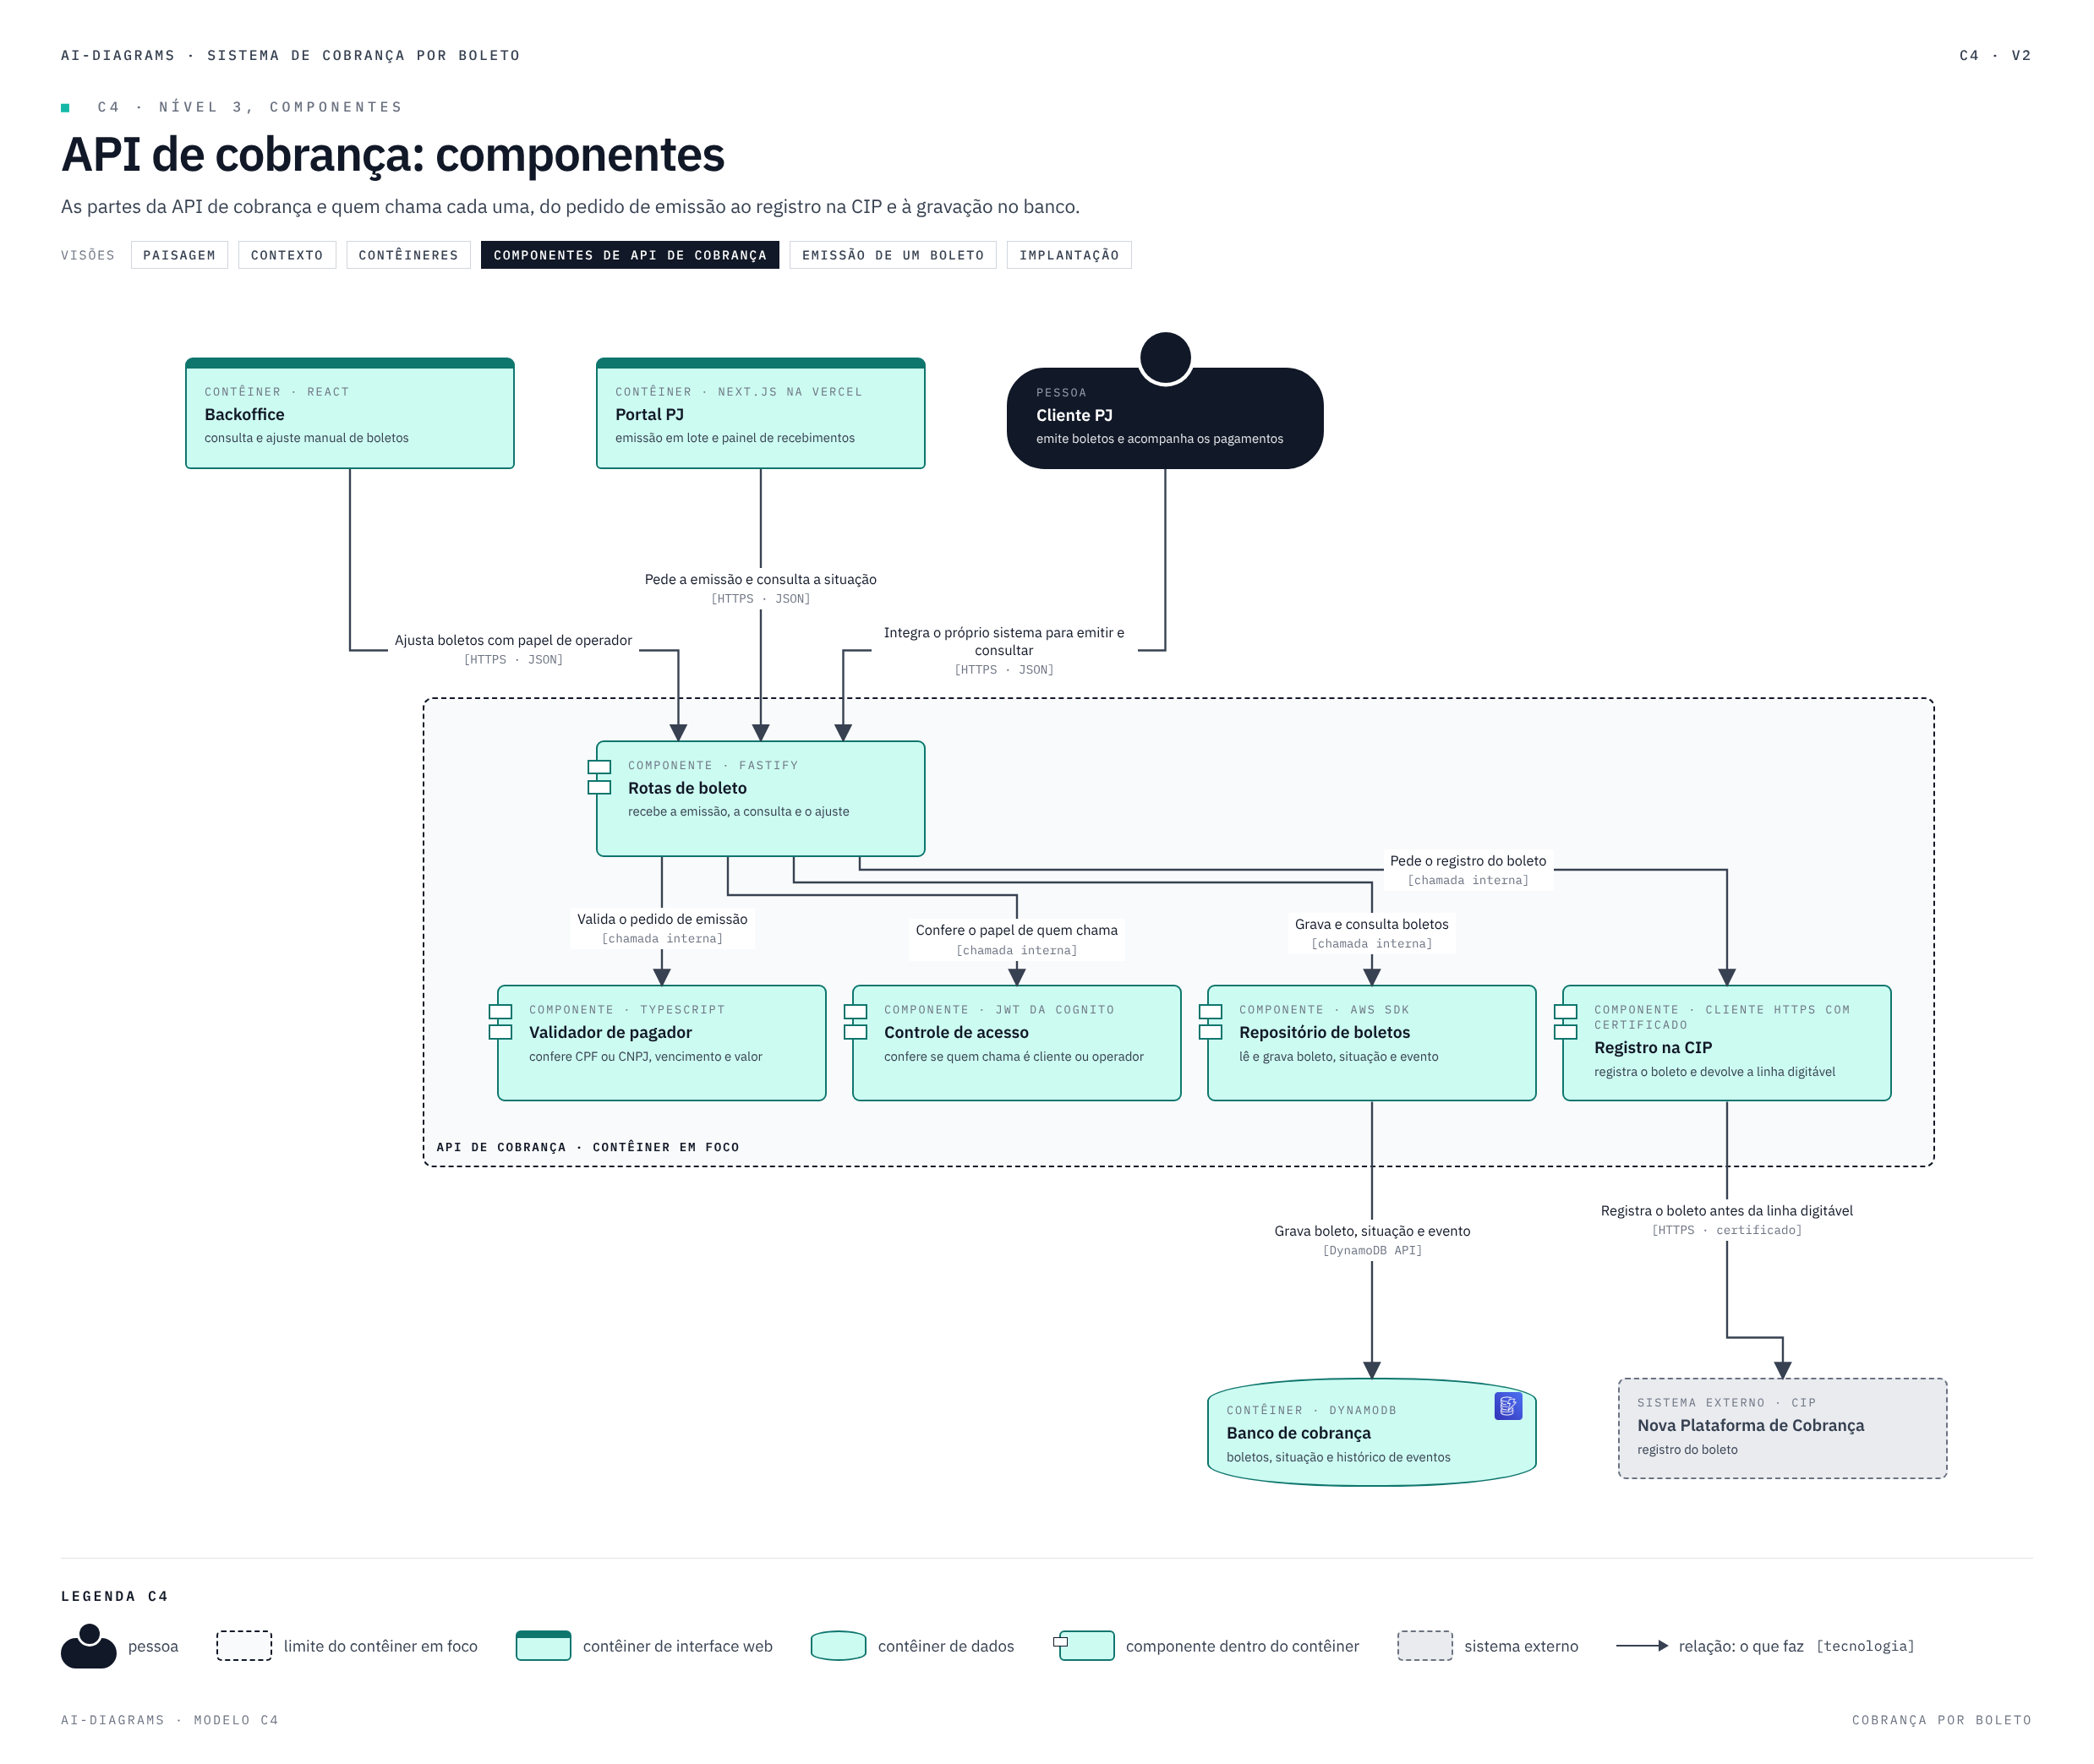 AI-DIAGRAMS · SISTEMA DE COBRANÇA POR BOLETO
C4 · V2
C4 · NÍVEL 3, COMPONENTES
API de cobrança: componentes
As partes da API de cobrança e quem chama cada uma, do pedido de emissão ao registro na CIP e à gravação no banco.
VISÕES
PAISAGEM
CONTEXTO
CONTÊINERES
COMPONENTES DE API DE COBRANÇA
EMISSÃO DE UM BOLETO
IMPLANTAÇÃO
CONTÊINER · REACT
Backoffice
consulta e ajuste manual de boletos
CONTÊINER · NEXT.JS NA VERCEL
Portal PJ
emissão em lote e painel de recebimentos
PESSOA
Cliente PJ
emite boletos e acompanha os pagamentos
Pede a emissão e consulta a situação
[HTTPS · JSON]
Ajusta boletos com papel de operador
[HTTPS · JSON]
Integra o próprio sistema para emitir e
consultar
[HTTPS · JSON]
COMPONENTE · FASTIFY
Rotas de boleto
recebe a emissão, a consulta e o ajuste
Pede o registro do boleto
[chamada interna]
Valida o pedido de emissão
[chamada interna]
Confere o papel de quem chama
[chamada interna]
Grava e consulta boletos
[chamada interna]
COMPONENTE · TYPESCRIPT
Validador de pagador
confere CPF ou CNPJ, vencimento e valor
COMPONENTE · JWT DA COGNITO
Controle de acesso
confere se quem chama é cliente ou operador
COMPONENTE · AWS SDK
Repositório de boletos
lê e grava boleto, situação e evento
COMPONENTE · CLIENTE HTTPS COM
CERTIFICADO
Registro na CIP
registra o boleto e devolve a linha digitável
API DE COBRANÇA · CONTÊINER EM FOCO
Grava boleto, situação e evento
[DynamoDB API]
Registra o boleto antes da linha digitável
[HTTPS · certificado]
CONTÊINER · DYNAMODB
Banco de cobrança
boletos, situação e histórico de eventos
SISTEMA EXTERNO · CIP
Nova Plataforma de Cobrança
registro do boleto
LEGENDA C4
pessoa
limite do contêiner em foco
contêiner de interface web
contêiner de dados
componente dentro do contêiner
sistema externo
relação: o que faz [tecnologia]
AI-DIAGRAMS · MODELO C4
COBRANÇA POR BOLETO